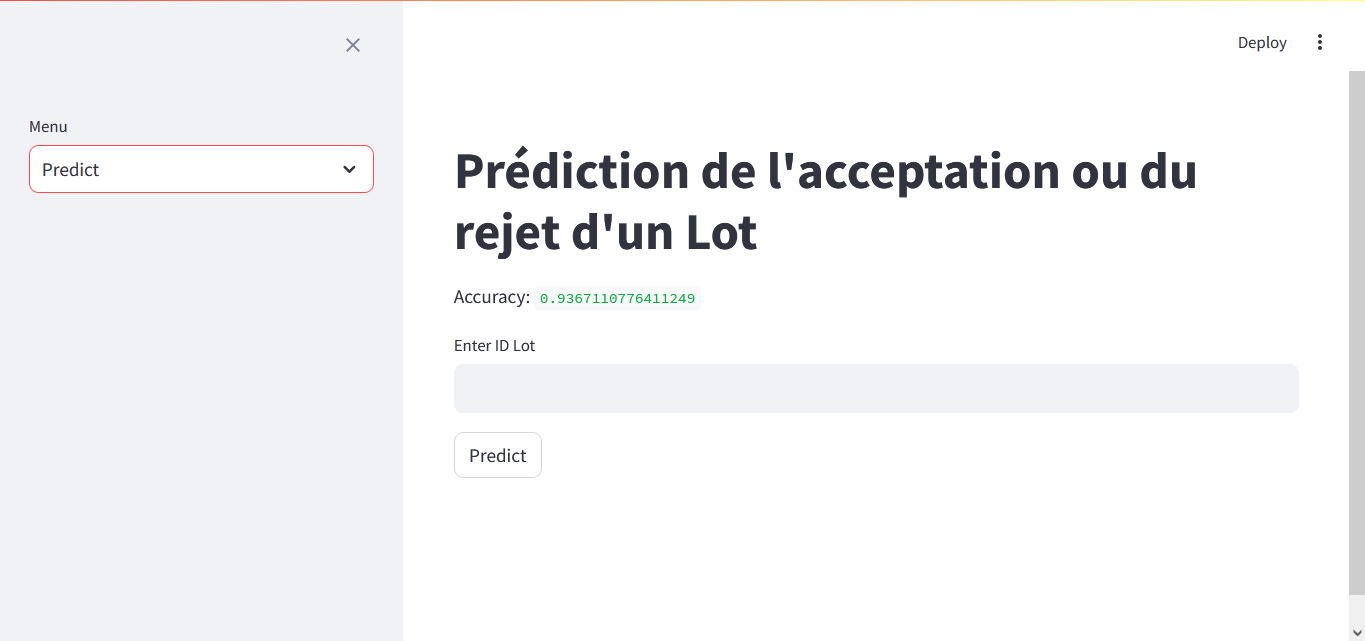 Deploy
Menu
Predict
Prédiction de l'acceptation ou du
rejet d'un Lot
Accuracy: 0.9367110776411249
Enter ID Lot
Predict